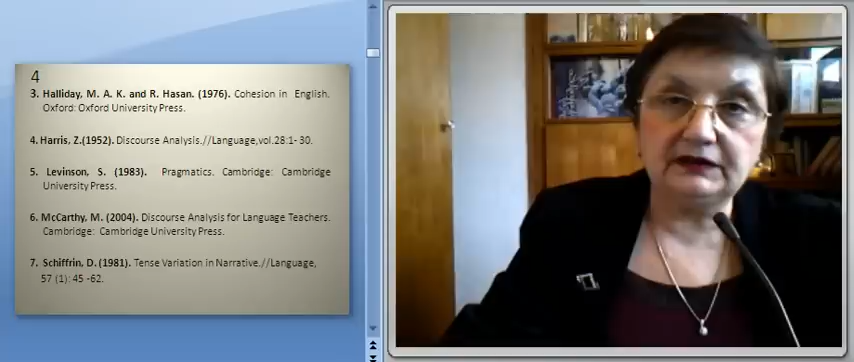 4
3. Halliday, M. A. K. and R. Hasan. (1976). Cohesion in English.
Oxford: Oxford University Press.
4. Harris, Z.(1952). Discourse Analysis.//Language,vol.28:1- 30.
5. Levinson, S. (1983). Pragmatics. Cambridge: Cambridge
University Press.
6. McCarthy, M. (2004). Discourse Analysis for Language Teachers.
Cambridge: Cambridge University Press.
7. Schiffrin, D. (1981). Tense Variation in Narrative.//Language,
57 (1): 45 -62.